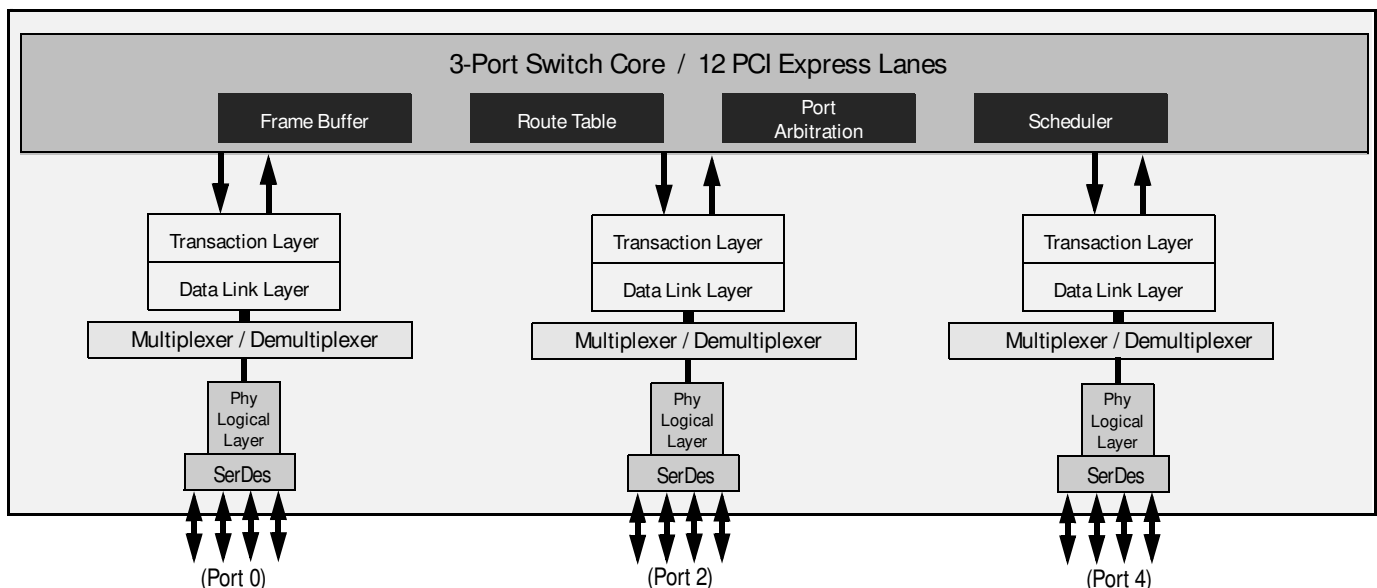 3-Port Switch Core / 12 PCI Express Lanes
Frame Buffer
Route Table
Port
Arbitration
Scheduler
Transaction Layer
Data Link Layer
Multiplexer / Demultiplexer
Phy
Logical
Layer
SerDes
(Port 0)
Transaction Layer
Data Link Layer
Multiplexer / Demultiplexer
Phy
Logical
Layer
SerDes
(Port 2)
Transaction Layer
Data Link Layer
Multiplexer / Demultiplexer
Phy
Logical
Layer
SerDes
(Port 4)